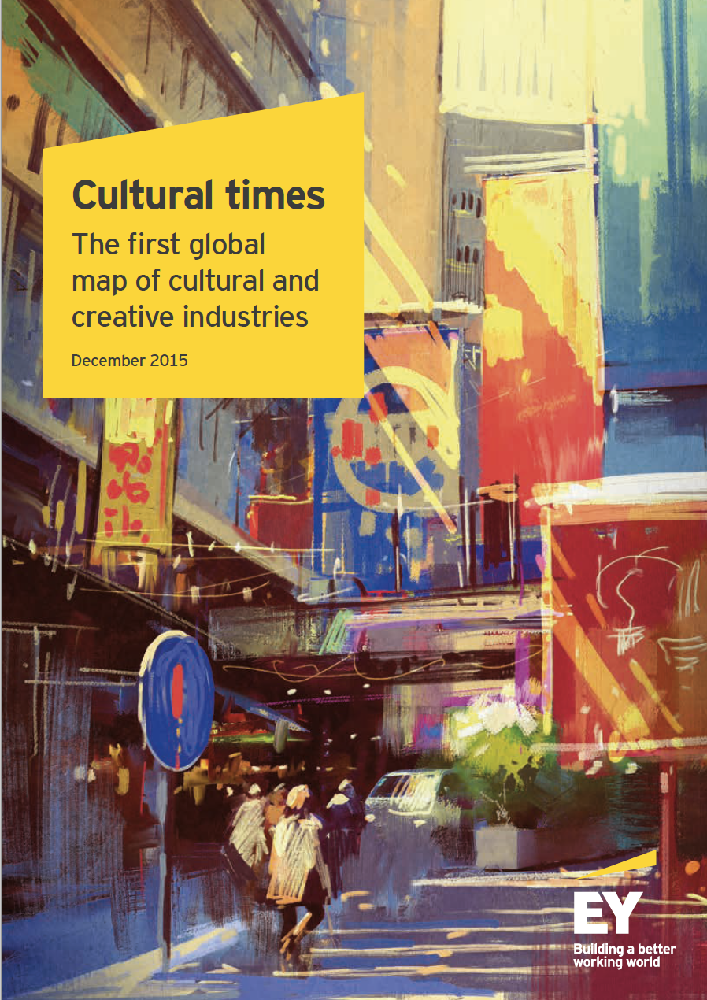 Cultural times
The first global
map of cultural and
creative industries
December 2015
EY
Building a better
working world